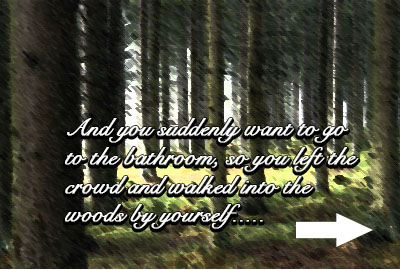 And you suddenly want to go
to the bathroom, so you left the
crowd and walked into the
woods by yourself.....